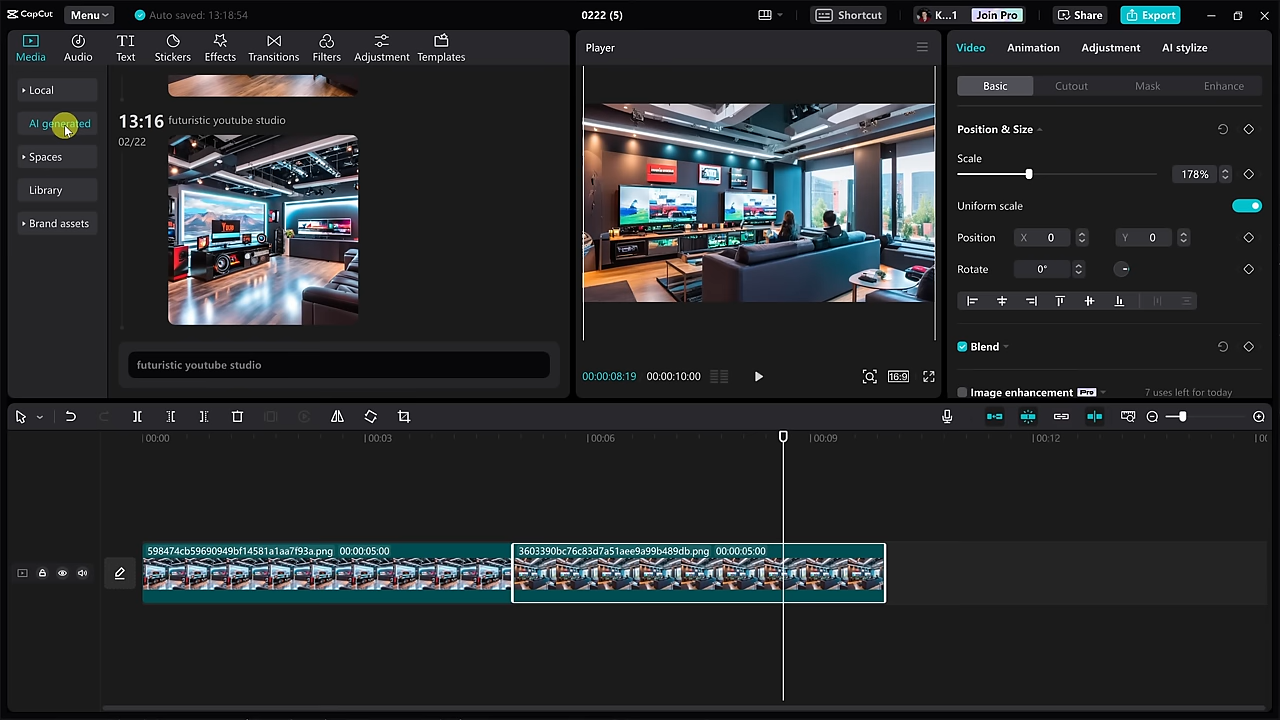 CapCut
Menu
Auto saved: 13:18:54
0222 (5)
Shortcut
K...1
Join Pro
Share
Export
Media
Audio
Text
Stickers
Effects
Transitions
Filters
Adjustment
Templates
Local
AI generated
Spaces
Library
Brand assets
13:16
02/22
futuristic youtube studio
futuristic youtube studio
Player
00:00:08:19
00:00:10:00
16:9
Video
Animation
Adjustment
AI stylize
Basic
Cutout
Mask
Enhance
Position & Size
Scale
178%
Uniform scale
Position
X 0
Y 0
Rotate
0°
Blend
Image enhancement
Pro
7 uses left for today
00:00
00:03
00:06
00:09
00:12
598474cb59690949bf14581a1aa7f93a.png 00:00:05:00
3603390bc76c83d7a51aee9a99b489db.png 00:00:05:00